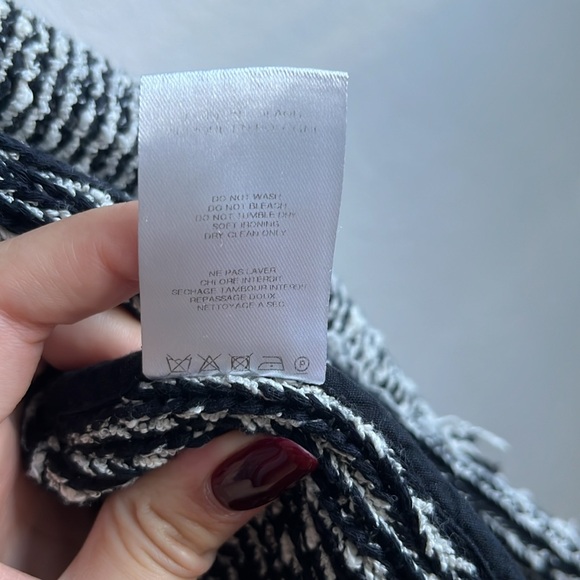 DO NOT WASH
DO NOT BLEACH
DO NOT TUMBLE DRY
SOFT IRONING
DRY CLEAN ONLY
NE PAS LAVER
CHLORE INTERDIT
SECHAGE TAMBOUR INTERDIT
REPASSAGE DOUX
NETTOYAGE A SEC
P